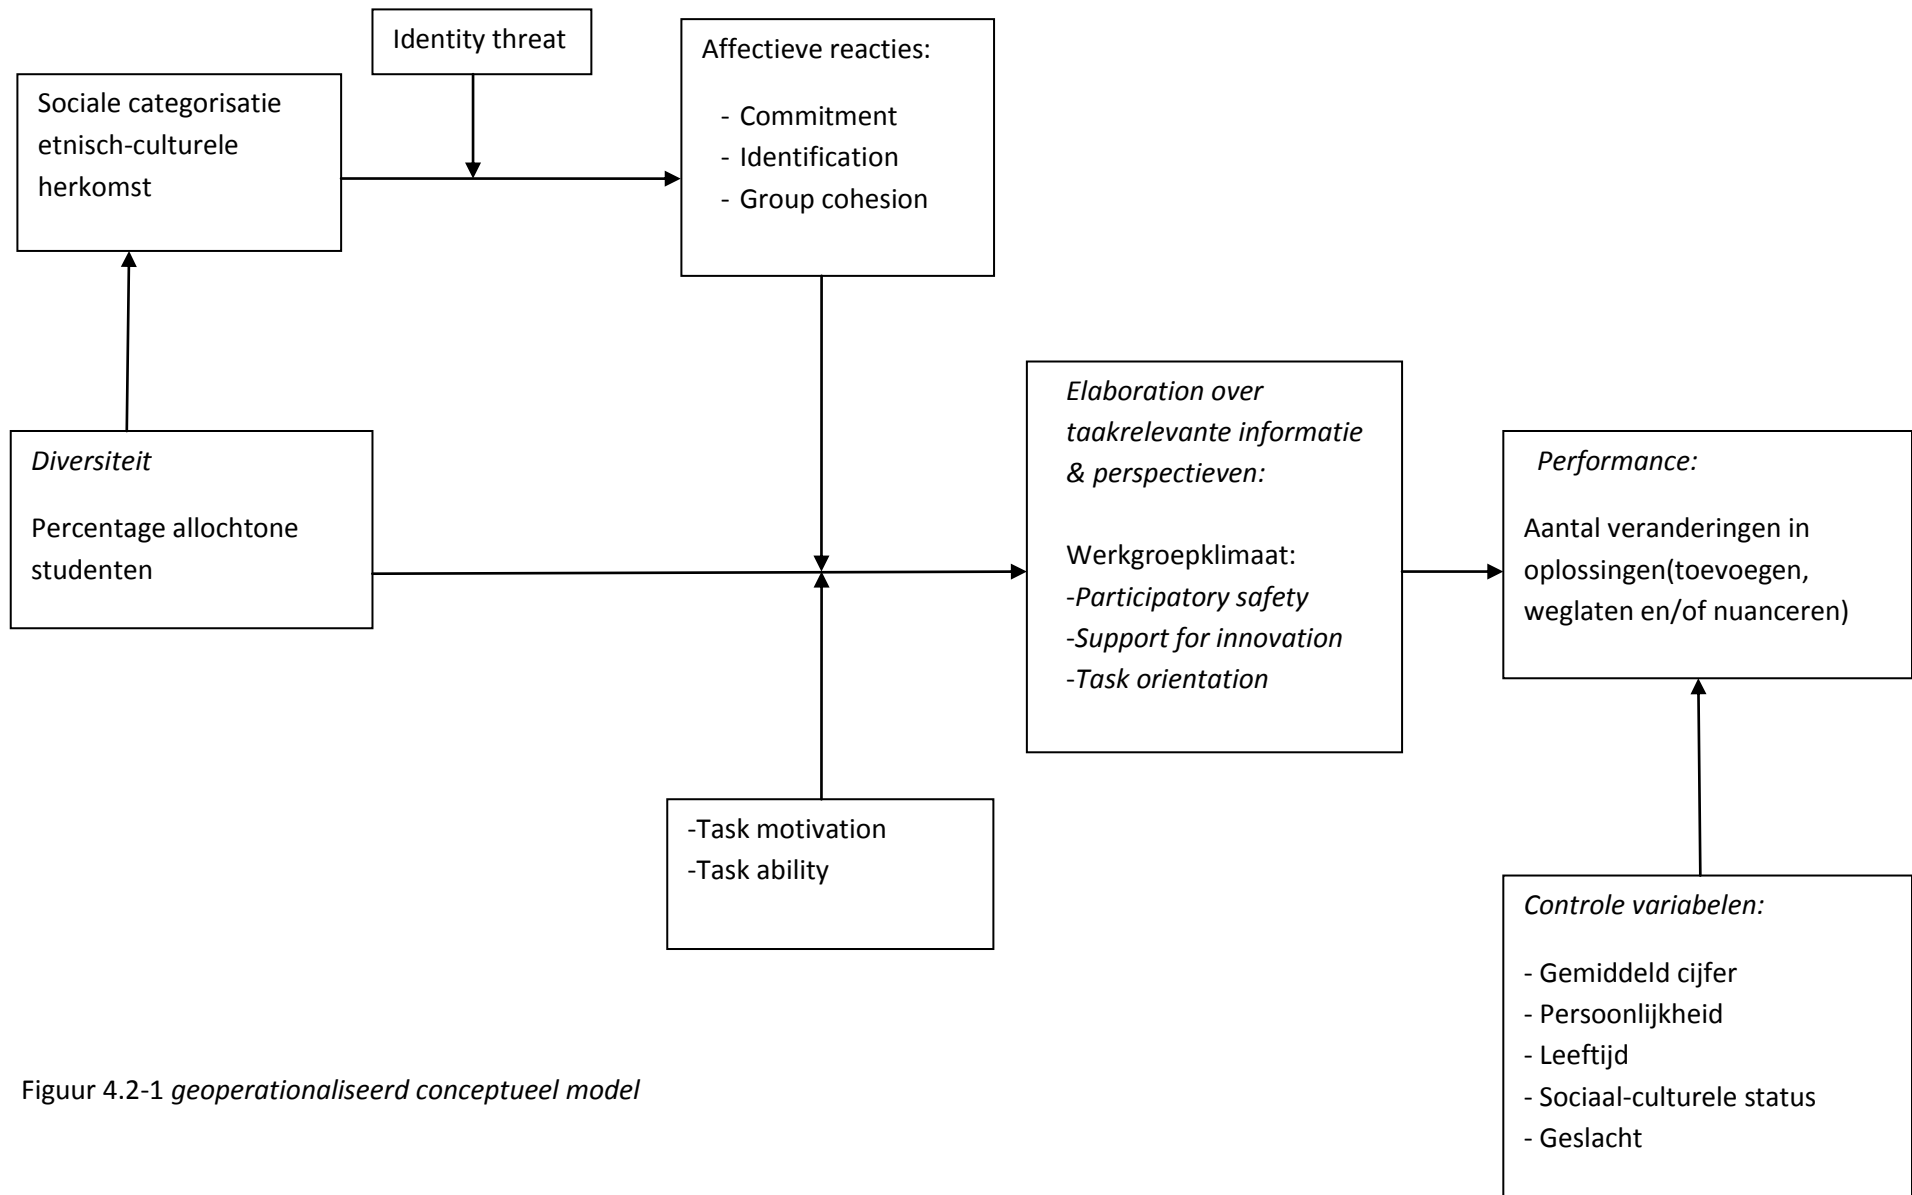 Identity threat
Affectieve reacties:
- Commitment
- Identification
- Group cohesion
Sociale categorisatie
etnisch-culturele
herkomst
Elaboration over
taakrelevante informatie
& perspectieven:
Werkgroepklimaat:
-Participatory safety
-Support for innovation
-Task orientation
Diversiteit
Percentage allochtone
studenten
Performance:
Aantal veranderingen in
oplossingen(toevoegen,
weglaten en/of nuanceren)
-Task motivation
-Task ability
Controle variabelen:
- Gemiddeld cijfer
- Persoonlijkheid
- Leeftijd
- Sociaal-culturele status
- Geslacht
Figuur 4.2-1 geoperationaliseerd conceptueel model